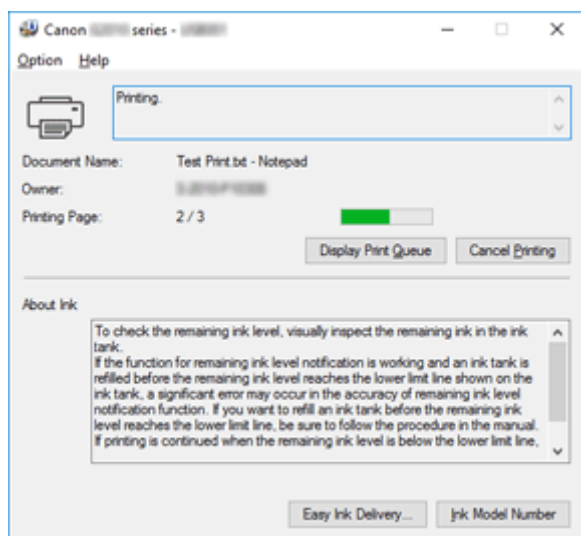 Canon series -
Option Help
Printing.
Document Name: Test Print.txt - Notepad
Owner:
Printing Page: 2 / 3
Display Print Queue Cancel Printing
About Ink
To check the remaining ink level, visually inspect the remaining ink in the ink
tank.
If the function for remaining ink level notification is working and an ink tank is
refilled before the remaining ink level reaches the lower limit line shown on the
ink tank, a significant error may occur in the accuracy of remaining ink level
notification function. If you want to refill an ink tank before the remaining ink
level reaches the lower limit line, be sure to follow the procedure in the manual.
If printing is continued when the remaining ink level is below the lower limit line,
Easy Ink Delivery... Ink Model Number